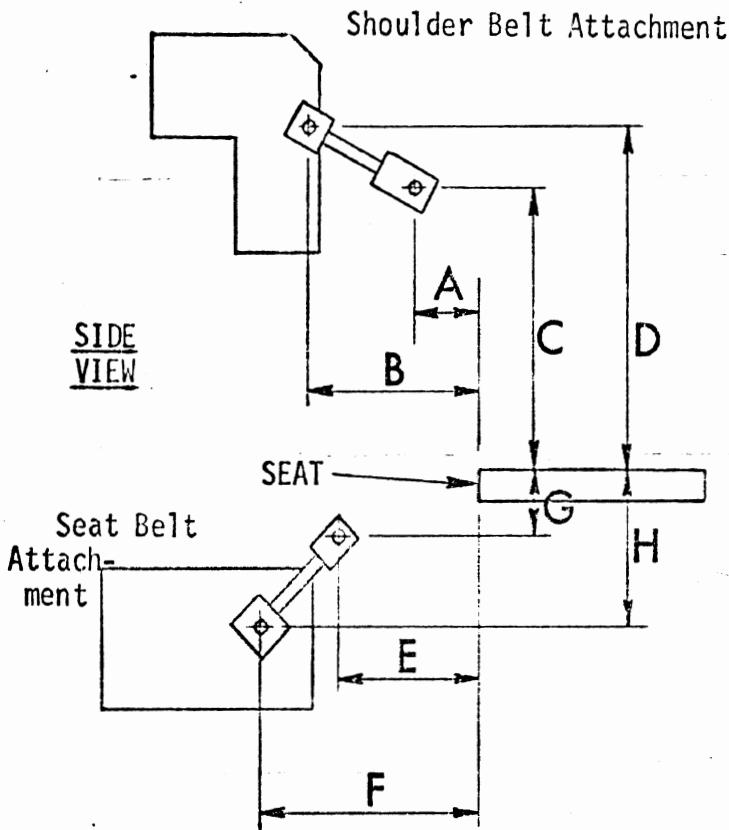 Shoulder Belt Attachment
A
C
D
SIDE
VIEW
B
SEAT
G
Seat Belt
Attach-
ment
H
E
F